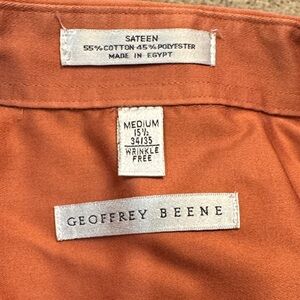 SATEEN
55% COTTON 45% POLYESTER
MADE IN EGYPT
MEDIUM
15½
34/35
WRINKLE
FREE
GEOFFREY BEENE